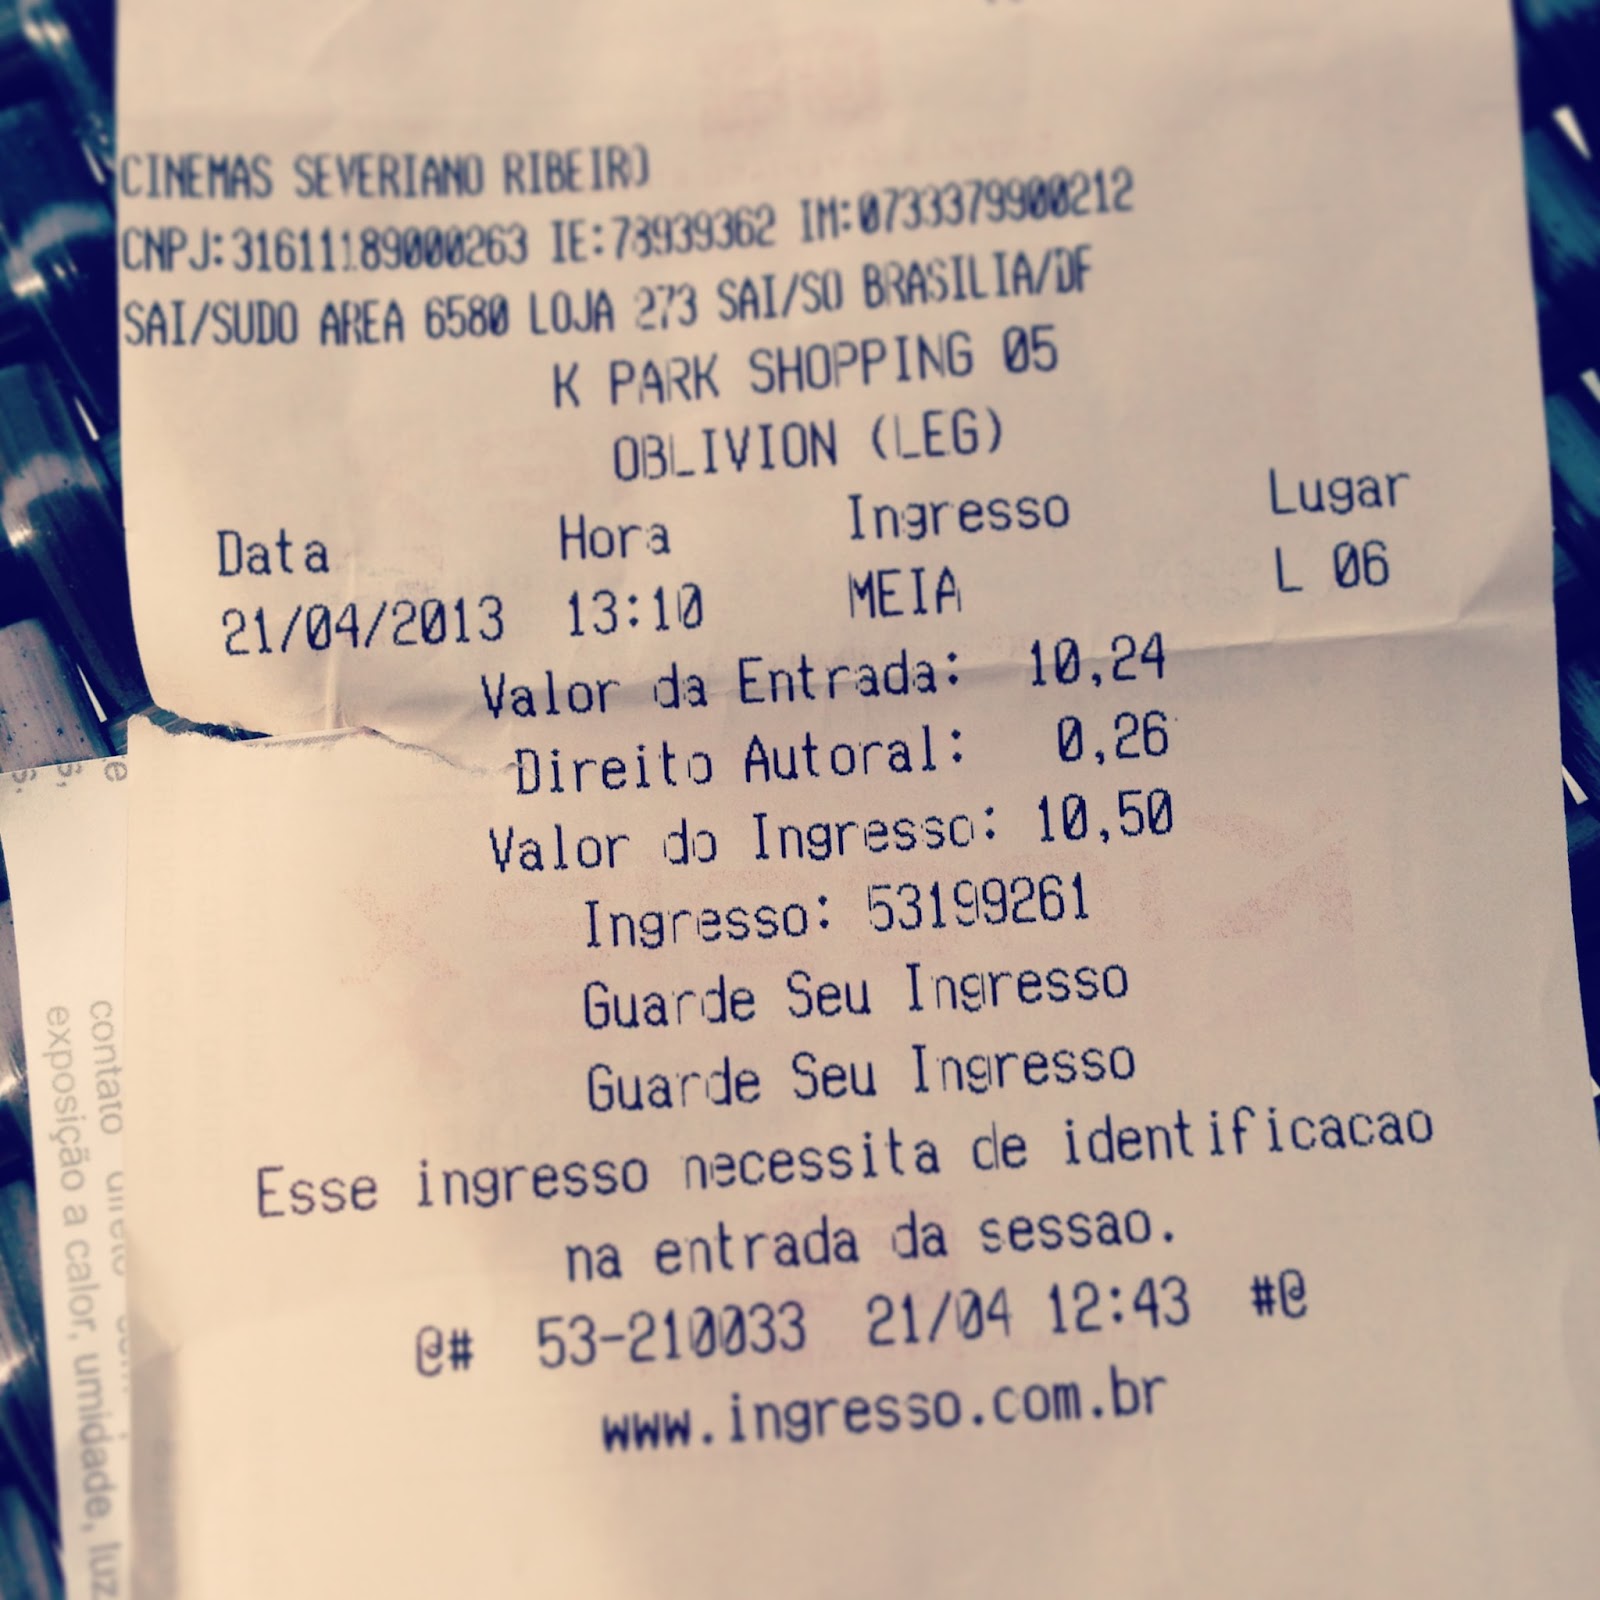 CINEMAS SEVERIANO RIBEIRO
CNPJ:31611189000263 IE:73939362 IM:0733379900212
SAI/SUDO AREA 6580 LOJA 273 SAI/SO BRASILIA/DF
K PARK SHOPPING 05
OBLIVION (LEG)
Data Hora Ingresso Lugar
21/04/2013 13:10 MEIA L 06
Valor da Entrada: 10,24
Direito Autoral: 0,26
Valor do Ingresso: 10,50
Ingresso: 53199261
Guarde Seu Ingresso
Guarde Seu Ingresso
Esse ingresso necessita de identificacao
na entrada da sessao.
@# 53-210033 21/04 12:43 #@
www.ingresso.com.br
contato direto
exposição a calor, umidade, luz